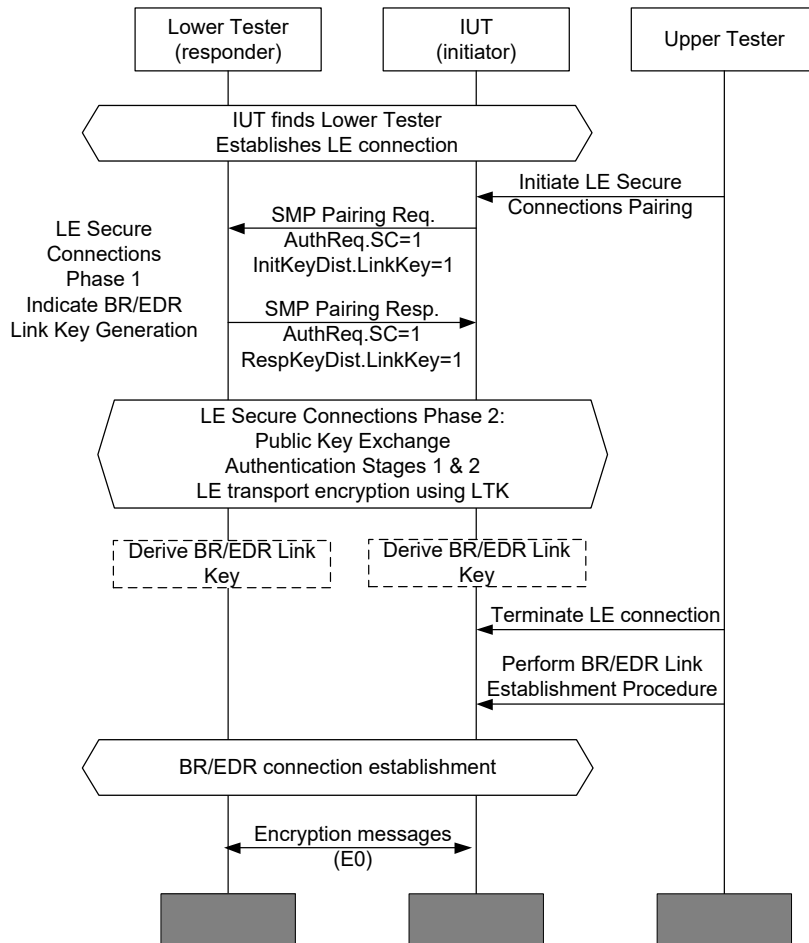 Lower Tester
(responder)
IUT
(initiator)
Upper Tester
IUT finds Lower Tester
Establishes LE connection
Initiate LE Secure
Connections Pairing
LE Secure
Connections
Phase 1
Indicate BR/EDR
Link Key Generation
SMP Pairing Req.
AuthReq.SC=1
InitKeyDist.LinkKey=1
SMP Pairing Resp.
AuthReq.SC=1
RespKeyDist.LinkKey=1
LE Secure Connections Phase 2:
Public Key Exchange
Authentication Stages 1 & 2
LE transport encryption using LTK
Derive BR/EDR Link
Key
Derive BR/EDR Link
Key
Terminate LE connection
Perform BR/EDR Link
Establishment Procedure
BR/EDR connection establishment
Encryption messages
(E0)